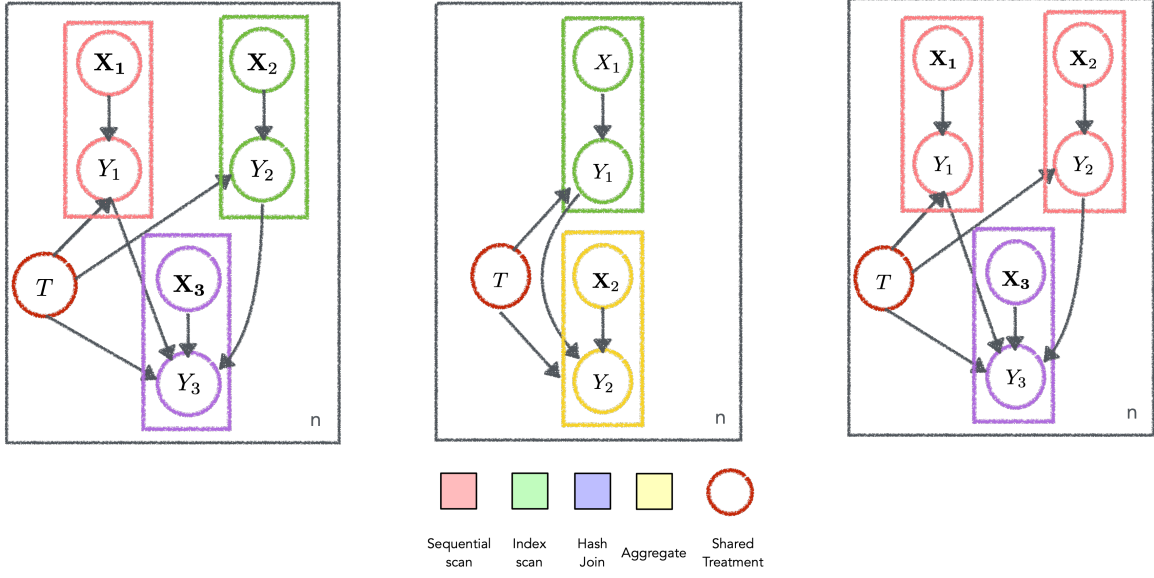 X₁ X₂
Y₁ Y₂
T
X₃
Y₃
n
X₁
Y₁
T
X₂
Y₂
n
X₁ X₂
Y₁ Y₂
T
X₃
Y₃
n
Sequential
scan
Index
scan
Hash
Join
Aggregate
Shared
Treatment